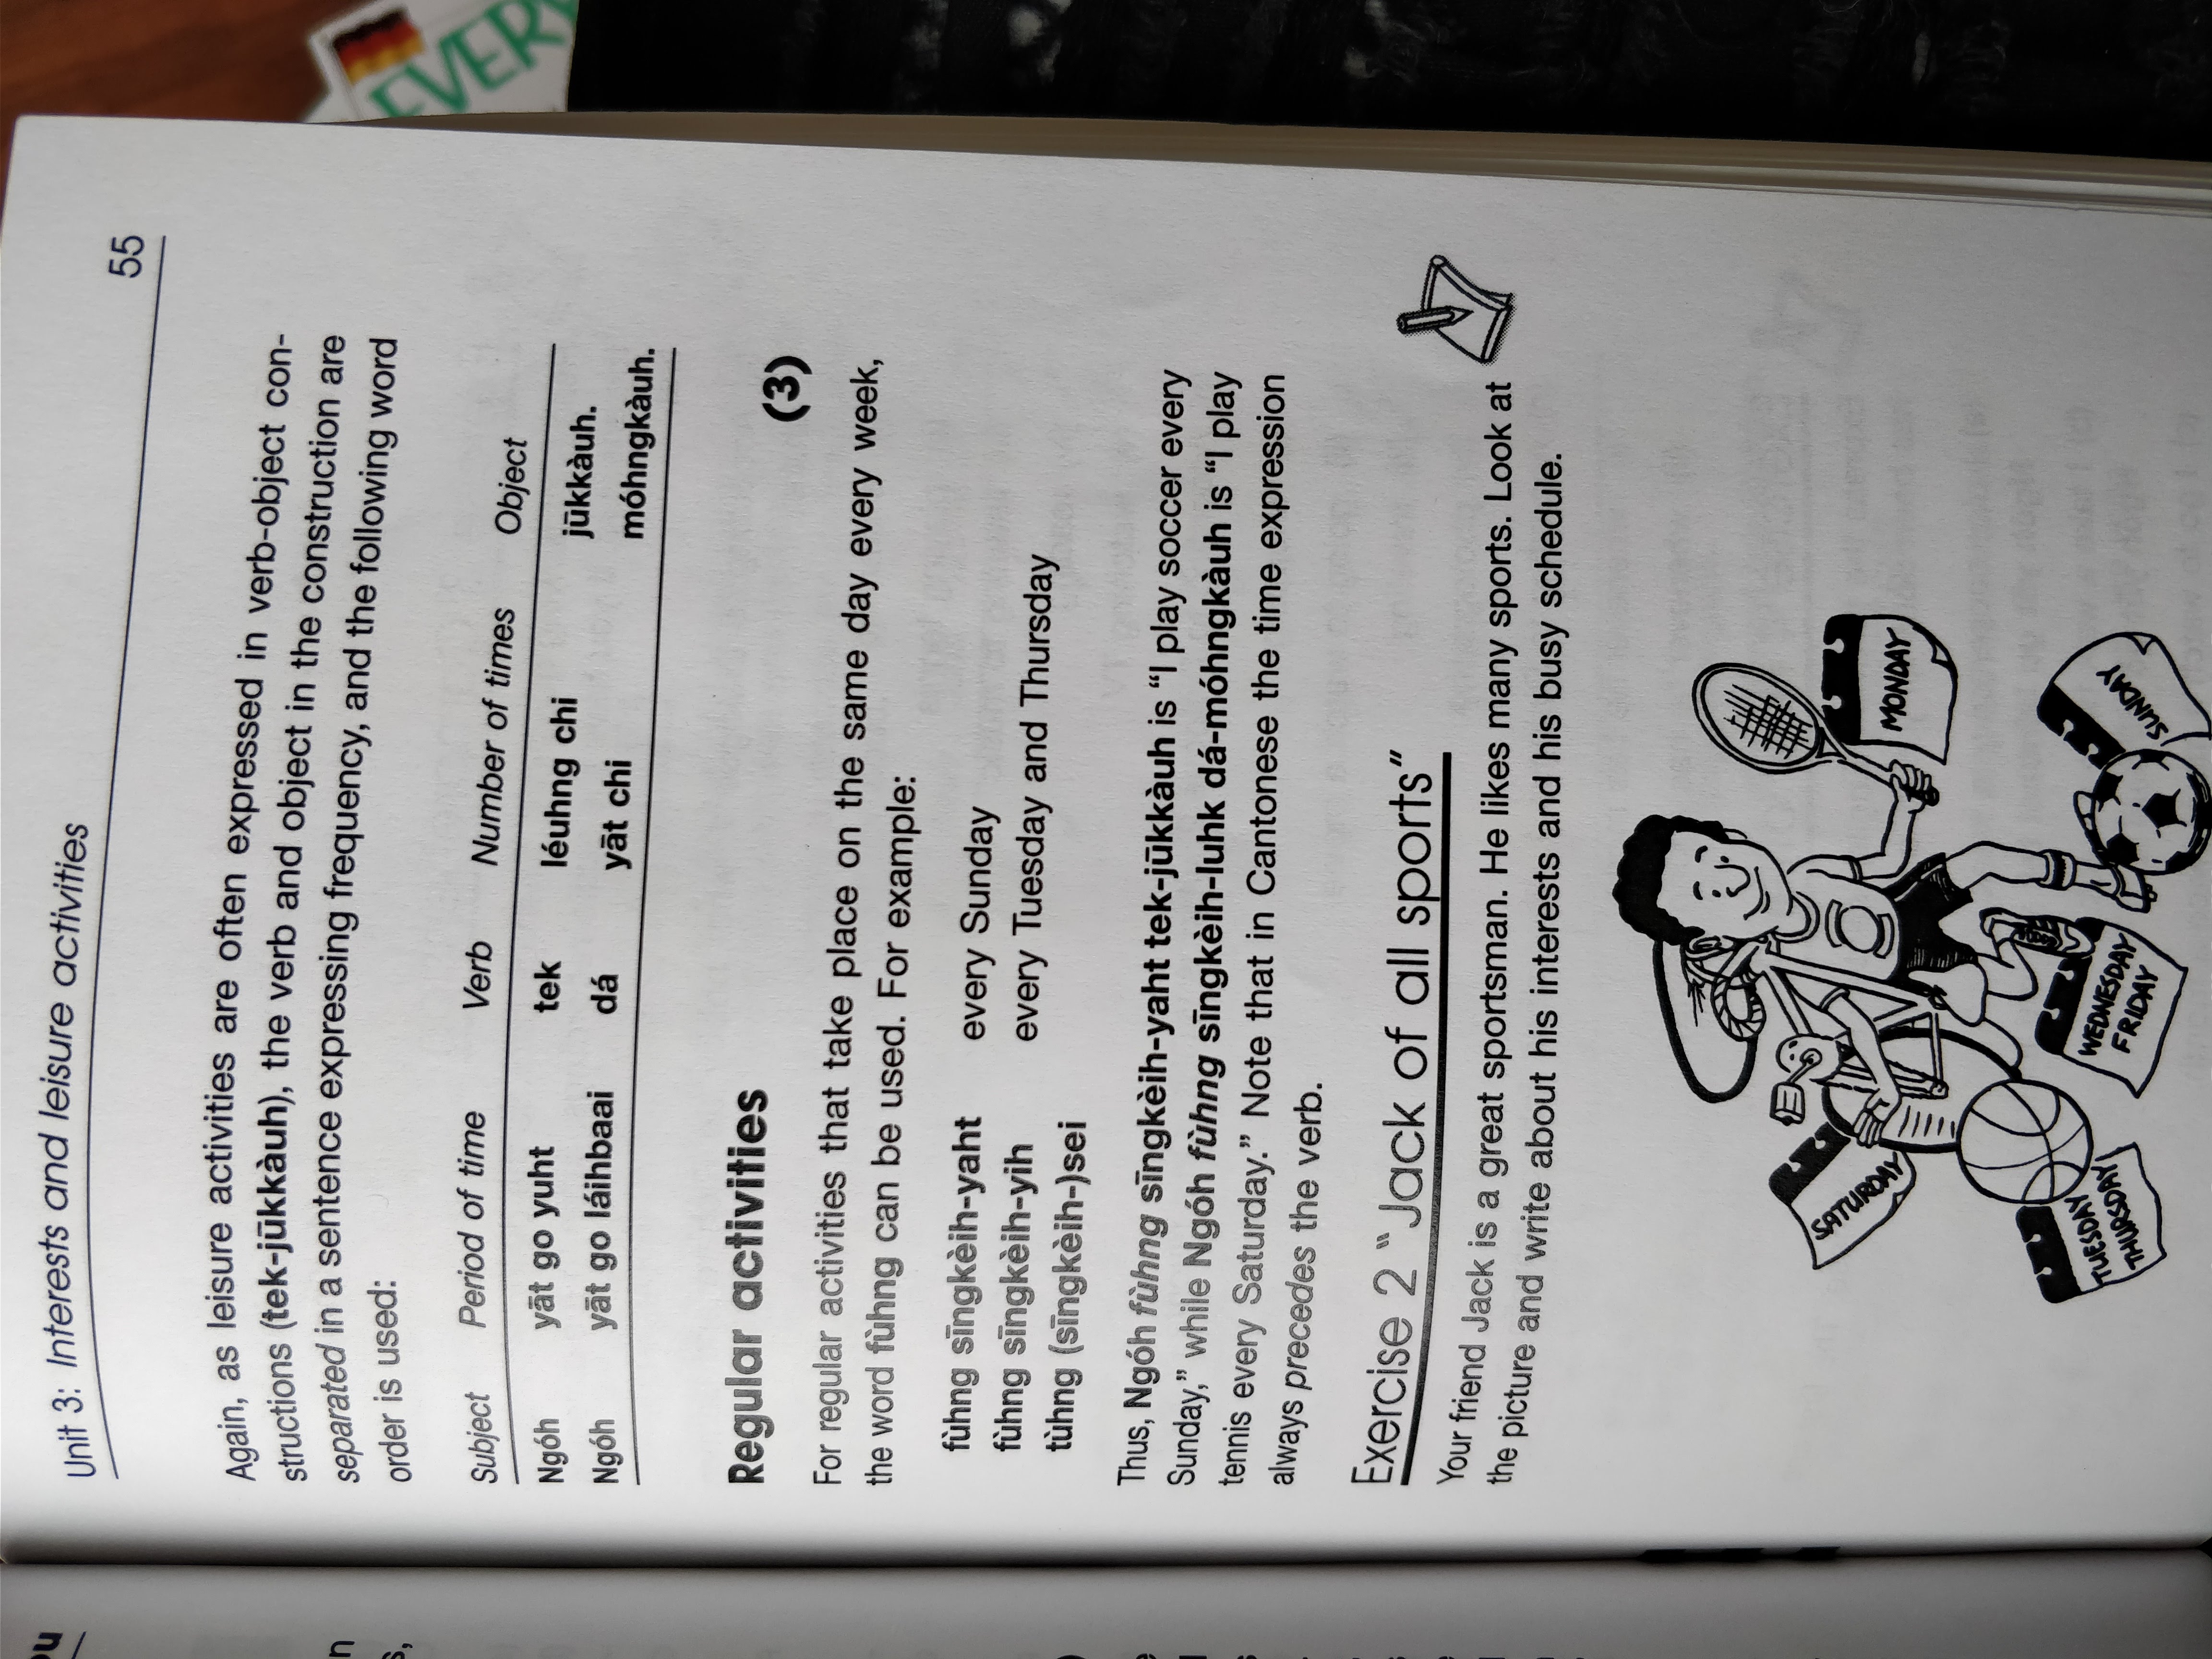 EVERY
Unit 3: Interests and leisure activities 55
Again, as leisure activities are often expressed in verb-object con-
structions (tek-jūkkàuh), the verb and object in the construction are
separated in a sentence expressing frequency, and the following word
order is used:
Subject Period of time Verb Number of times Object
Ngóh yāt go yuht tek léuhng chi jūkkàuh.
Ngóh yāt go láihbaai dá yāt chi móhngkàuh.
Regular activities (3)
For regular activities that take place on the same day every week,
the word fùhng can be used. For example:
fùhng sīngkèih-yaht every Sunday
fùhng sīngkèih-yih every Tuesday and Thursday
tùhng (sīngkèih-)sei
Thus, Ngóh fùhng sīngkèih-yaht tek-jūkkàuh is “I play soccer every
Sunday,” while Ngóh fùhng sīngkèih-luhk dá-móhngkàuh is “I play
tennis every Saturday.” Note that in Cantonese the time expression
always precedes the verb.
Exercise 2 “Jack of all sports”
Your friend Jack is a great sportsman. He likes many sports. Look at
the picture and write about his interests and his busy schedule.
MONDAY
SATURDAY
SUNDAY
WEDNESDAY
FRIDAY
TUESDAY
THURSDAY